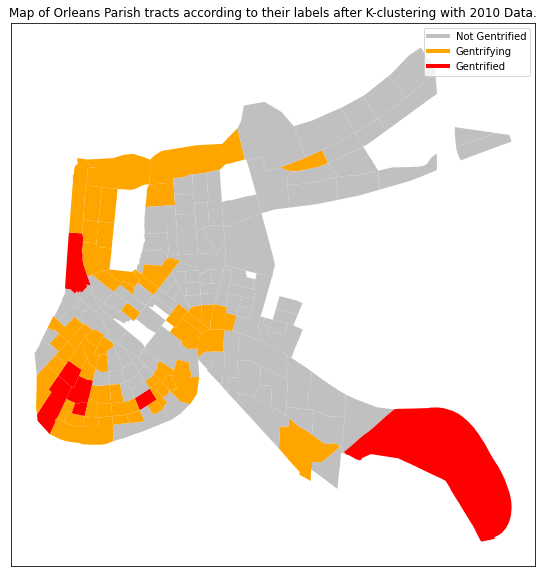 Map of Orleans Parish tracts according to their labels after K-clustering with 2010 Data.
Not Gentrified
Gentrifying
Gentrified